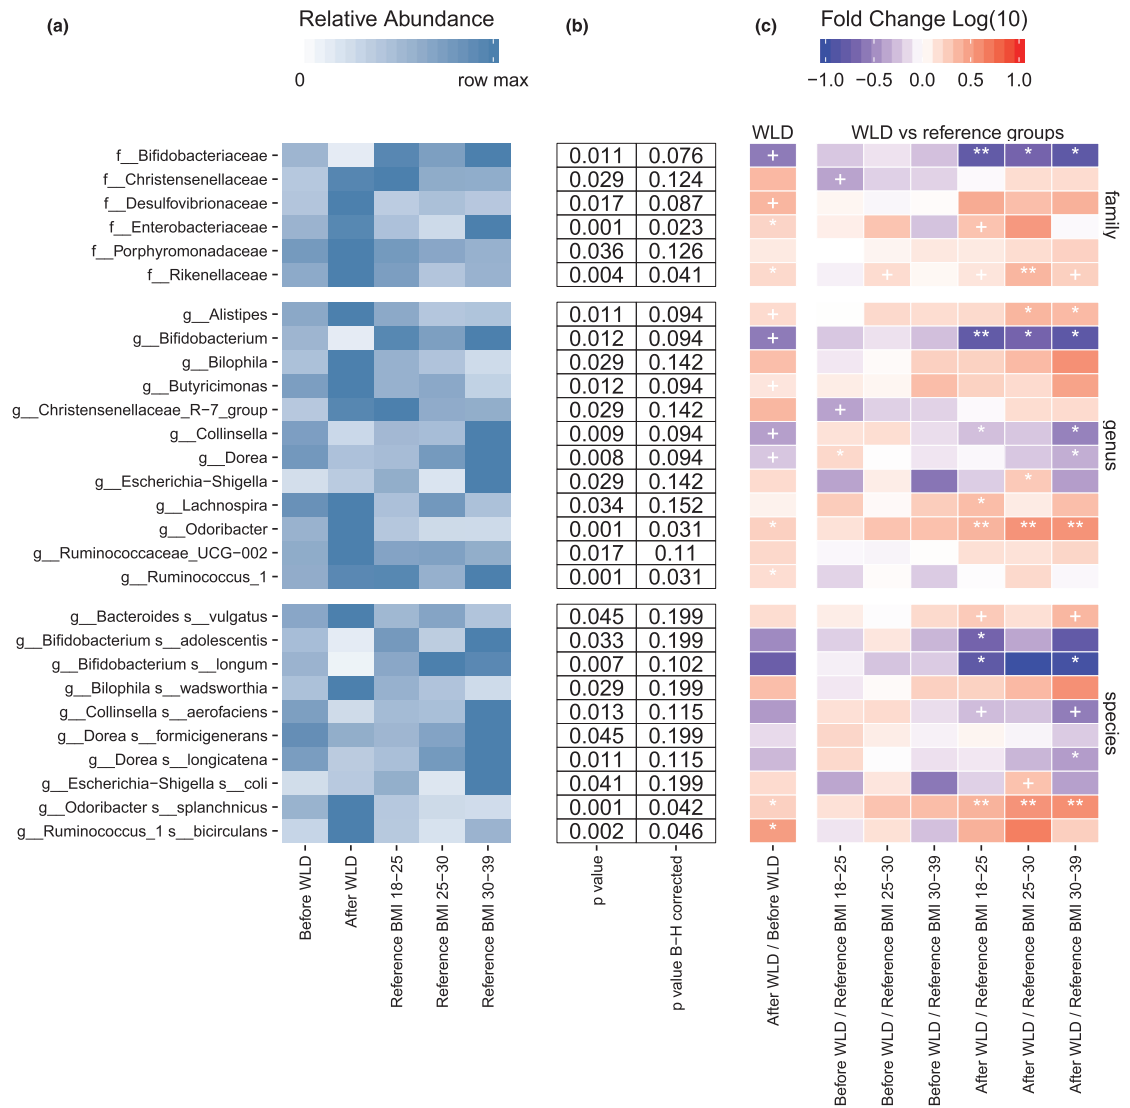 (a)
Relative Abundance
0
row max
(b)
(c)
Fold Change Log(10)
−1.0 −0.5 0.0 0.5 1.0
WLD
WLD vs reference groups
f__Bifidobacteriaceae 0.011 0.076 + ** * *
f__Christensenellaceae 0.029 0.124 +
f__Desulfovibrionaceae 0.017 0.087 +
f__Enterobacteriaceae 0.001 0.023 * +
f__Porphyromonadaceae 0.036 0.126
f__Rikenellaceae 0.004 0.041 * + + ** +
family
g__Alistipes 0.011 0.094 + * *
g__Bifidobacterium 0.012 0.094 + ** * *
g__Bilophila 0.029 0.142
g__Butyricimonas 0.012 0.094 +
g__Christensenellaceae_R−7_group 0.029 0.142 +
g__Collinsella 0.009 0.094 + * *
g__Dorea 0.008 0.094 + * *
g__Escherichia−Shigella 0.029 0.142 *
g__Lachnospira 0.034 0.152 *
g__Odoribacter 0.001 0.031 * ** ** **
g__Ruminococcaceae_UCG−002 0.017 0.11
g__Ruminococcus_1 0.001 0.031 *
genus
g__Bacteroides s__vulgatus 0.045 0.199 + +
g__Bifidobacterium s__adolescentis 0.033 0.199 *
g__Bifidobacterium s__longum 0.007 0.102 * *
g__Bilophila s__wadsworthia 0.029 0.199
g__Collinsella s__aerofaciens 0.013 0.115 + +
g__Dorea s__formicigenerans 0.045 0.199
g__Dorea s__longicatena 0.011 0.115 *
g__Escherichia−Shigella s__coli 0.041 0.199 +
g__Odoribacter s__splanchnicus 0.001 0.042 * ** ** **
g__Ruminococcus_1 s__bicirculans 0.002 0.046 *
species
Before WLD
After WLD
Reference BMI 18−25
Reference BMI 25−30
Reference BMI 30−39
p value
p value B−H corrected
After WLD / Before WLD
Before WLD / Reference BMI 18−25
Before WLD / Reference BMI 25−30
Before WLD / Reference BMI 30−39
After WLD / Reference BMI 18−25
After WLD / Reference BMI 25−30
After WLD / Reference BMI 30−39